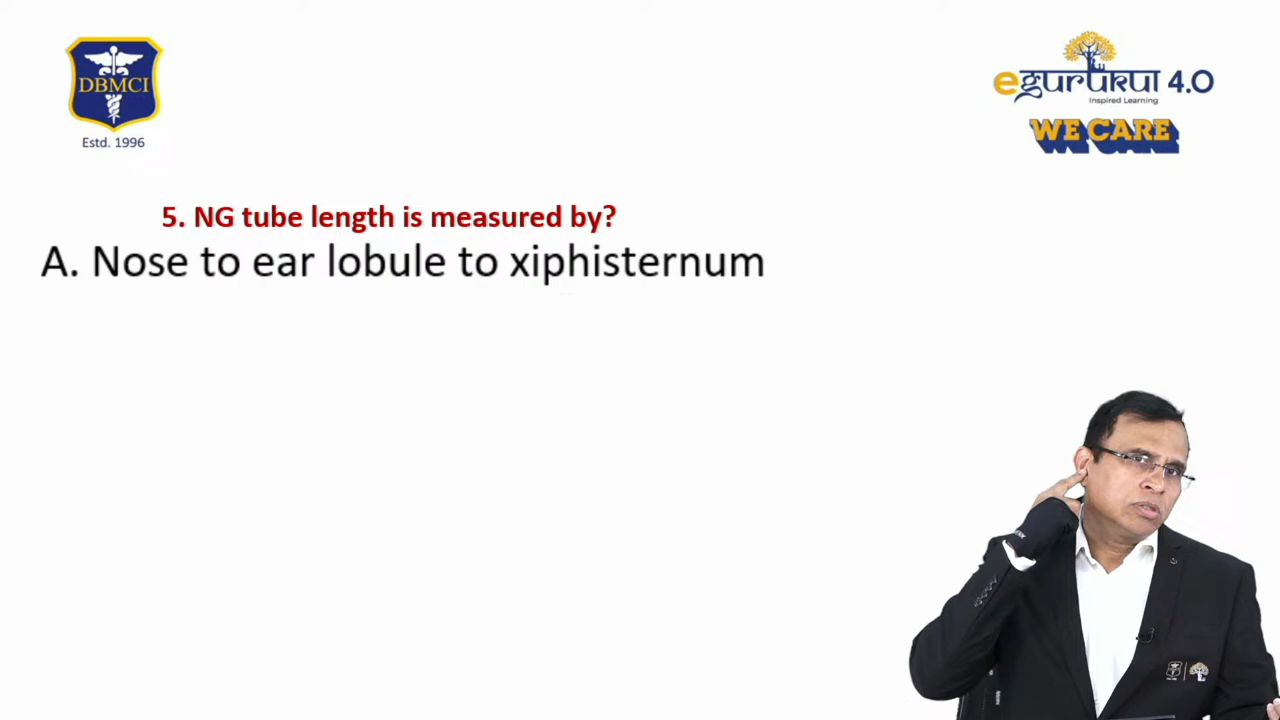 DBMCI
Estd. 1996
egurukul 4.0
Inspired Learning
WE CARE
5. NG tube length is measured by?
A. Nose to ear lobule to xiphisternum